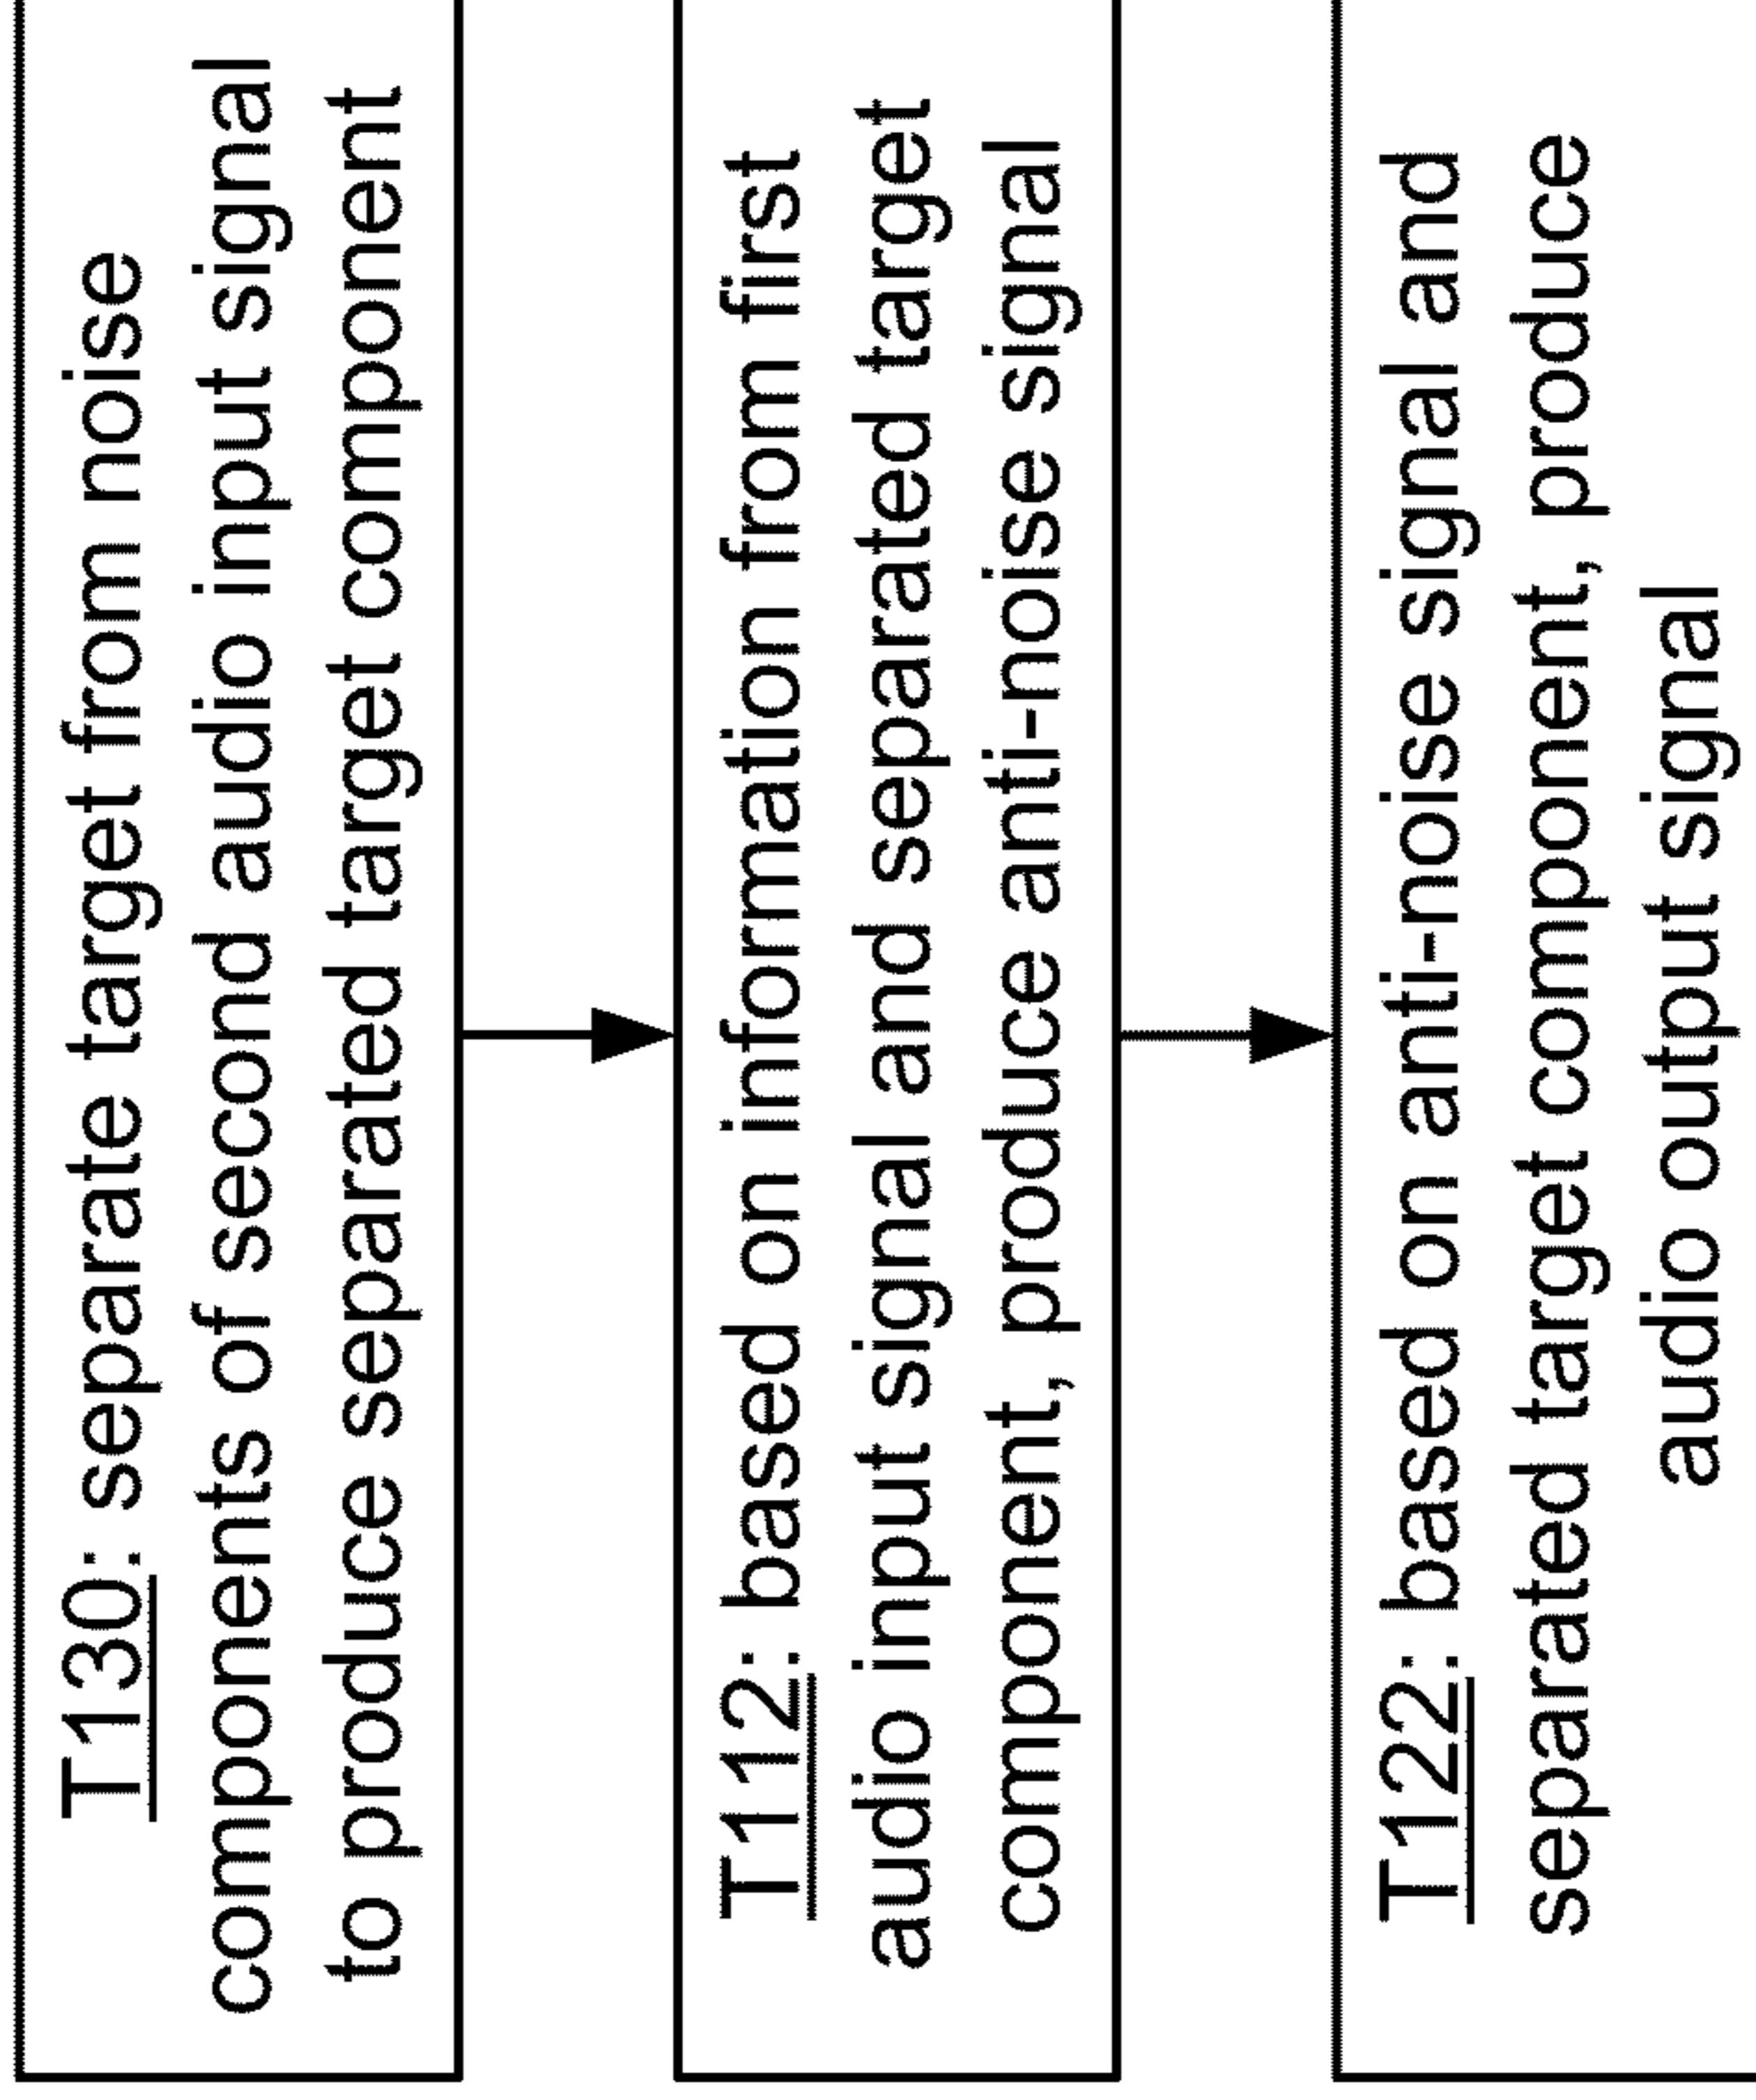 T130: separate target from noise
components of second audio input signal
to produce separated target component
T112: based on information from first
audio input signal and separated target
component, produce anti-noise signal
T122: based on anti-noise signal and
separated target component, produce
audio output signal